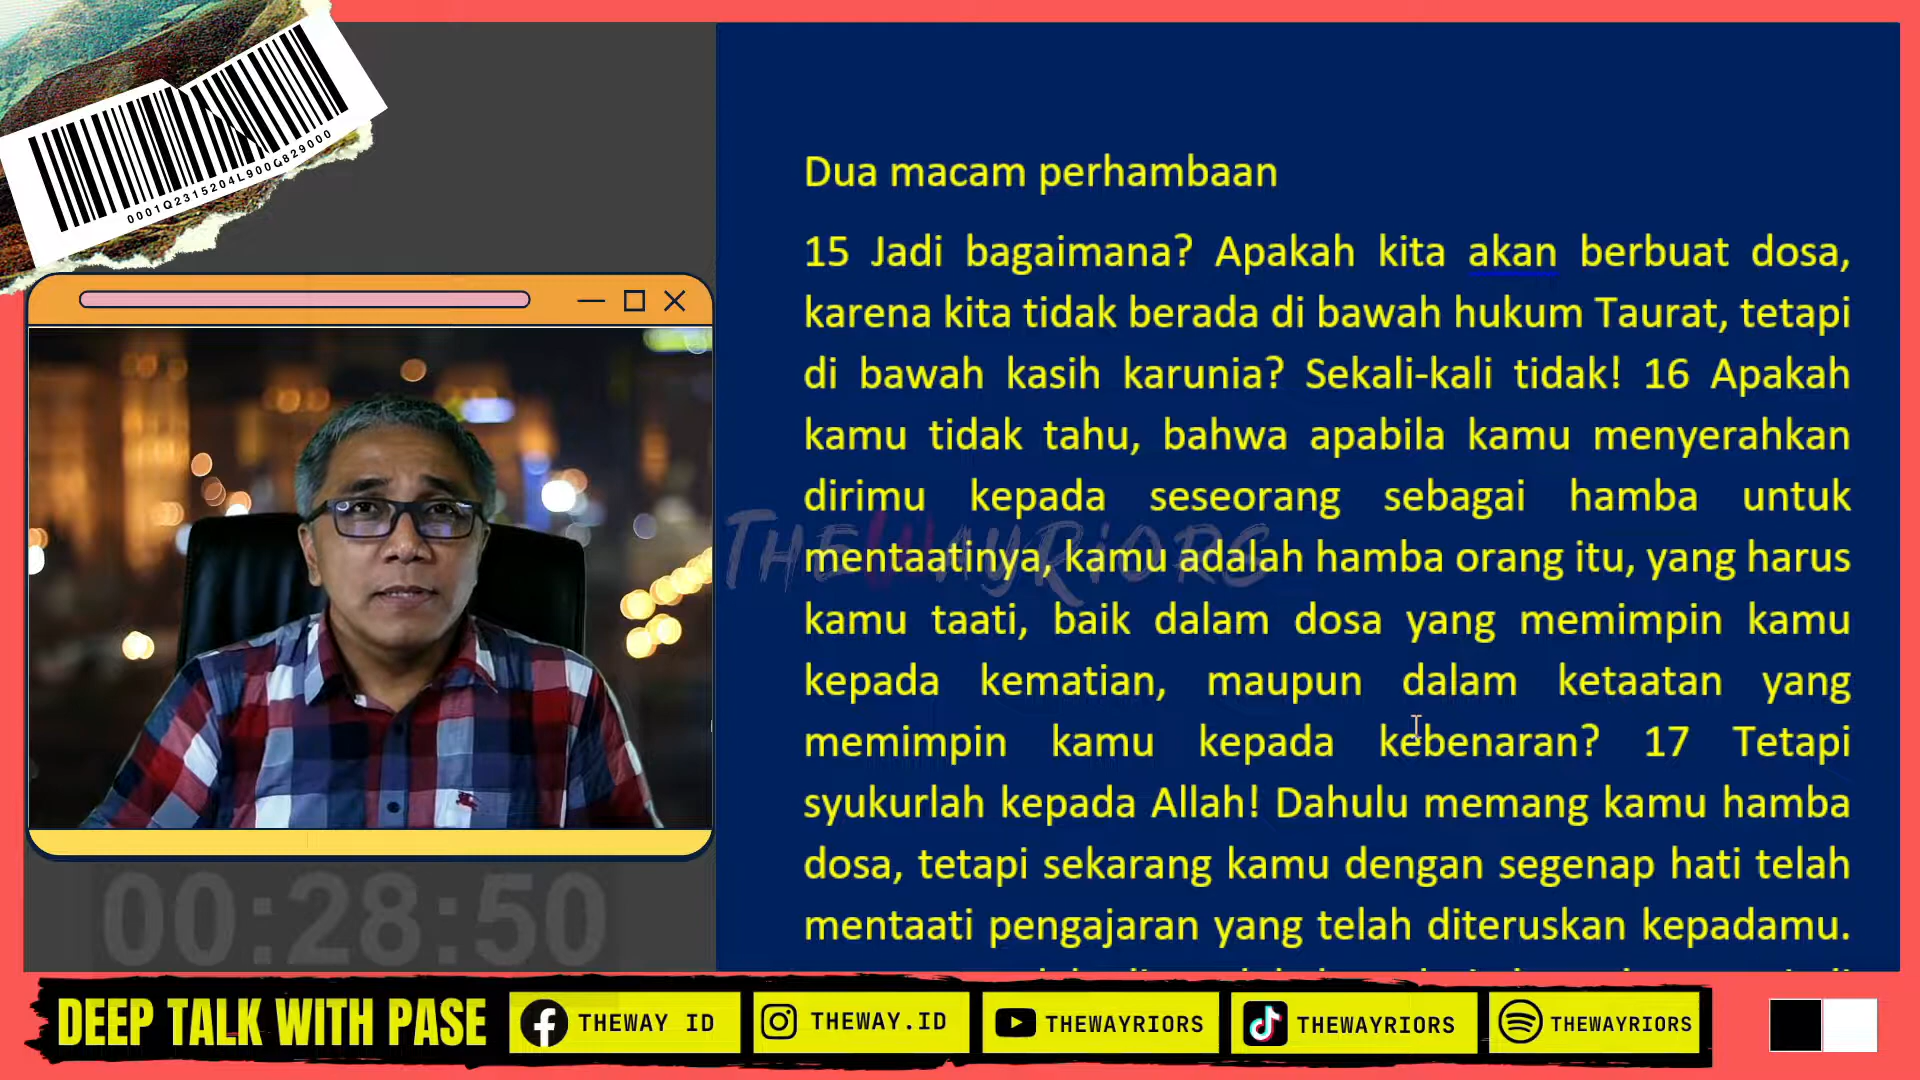 0001Q2315204L900G829000
Dua macam perhambaan
15 Jadi bagaimana? Apakah kita akan berbuat dosa,
karena kita tidak berada di bawah hukum Taurat, tetapi
di bawah kasih karunia? Sekali-kali tidak! 16 Apakah
kamu tidak tahu, bahwa apabila kamu menyerahkan
dirimu kepada seseorang sebagai hamba untuk
mentaatinya, kamu adalah hamba orang itu, yang harus
kamu taati, baik dalam dosa yang memimpin kamu
kepada kematian, maupun dalam ketaatan yang
memimpin kamu kepada kebenaran? 17 Tetapi
syukurlah kepada Allah! Dahulu memang kamu hamba
dosa, tetapi sekarang kamu dengan segenap hati telah
mentaati pengajaran yang telah diteruskan kepadamu.
THEWAYRIORS
00:28:50
DEEP TALK WITH PASE
THEWAY ID
THEWAY.ID
THEWAYRIORS
THEWAYRIORS
THEWAYRIORS